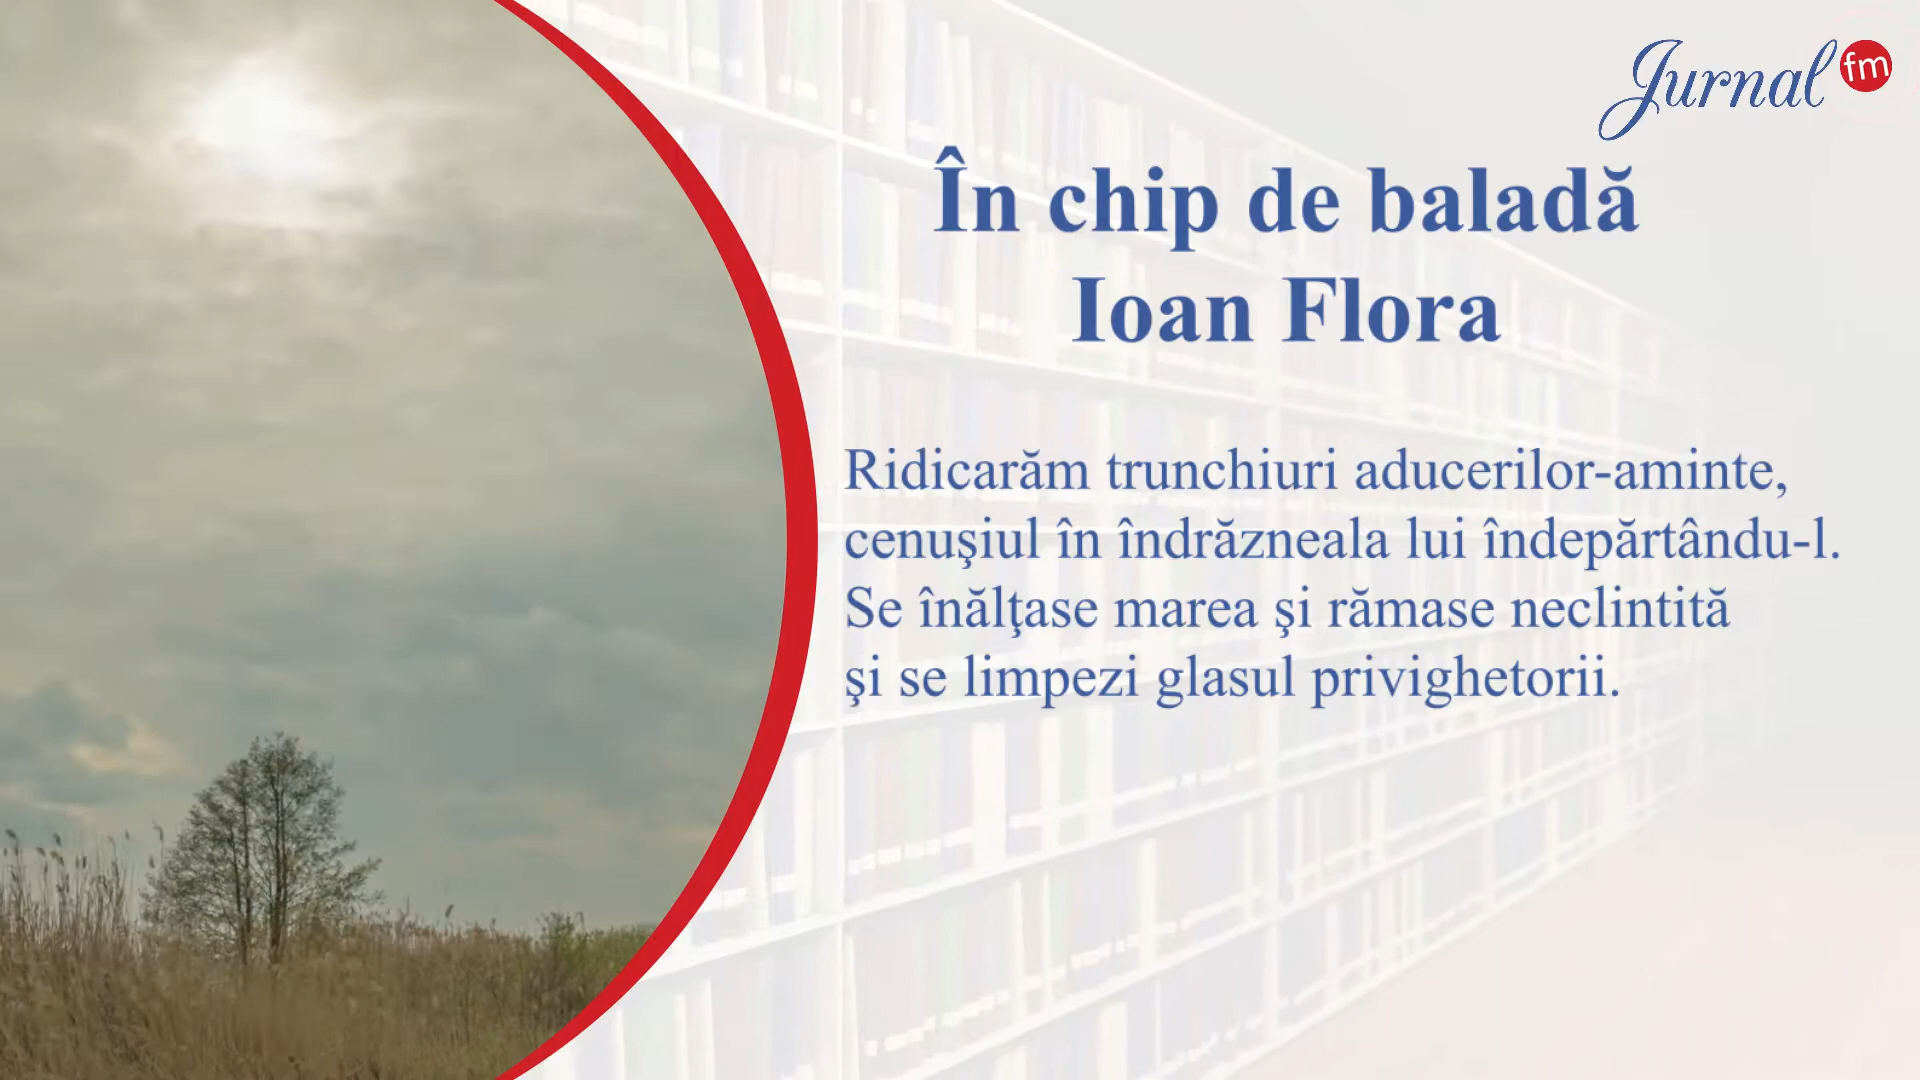 Jurnal fm
În chip de baladă
Ioan Flora
Ridicarăm trunchiuri aducerilor-aminte,
cenuşiul în îndrăzneala lui îndepărtându-l.
Se înălţase marea şi rămase neclintită
şi se limpezi glasul privighetorii.